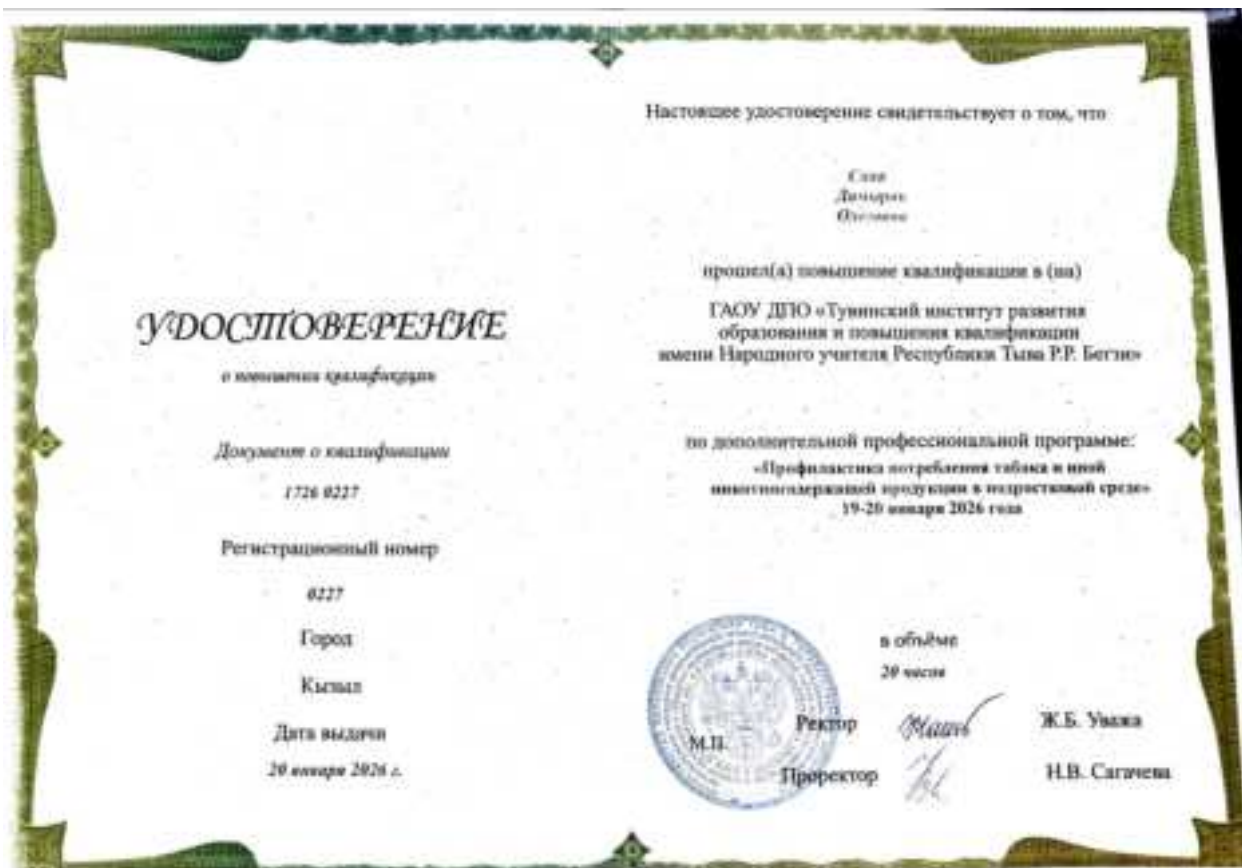 УДОСТОВЕРЕНИЕ
о повышении квалификации
Документ о квалификации
1726 0227
Регистрационный номер
0227
Город
Кызыл
Дата выдачи
20 января 2026 г.
Настоящее удостоверение свидетельствует о том, что
прошел(а) повышение квалификации в (на)
ГАОУ ДПО «Тувинский институт развития
образования и повышения квалификации
имени Народного учителя Республики Тыва Р.Р. Бегзи»
по дополнительной профессиональной программе:
«Профилактика потребления табака и иной
никотинсодержащей продукции в подростковой среде»
19-20 января 2026 года
в объёме
20 часов
Ректор Ж.Б. Уважа
М.П.
Проректор Н.В. Сагачева